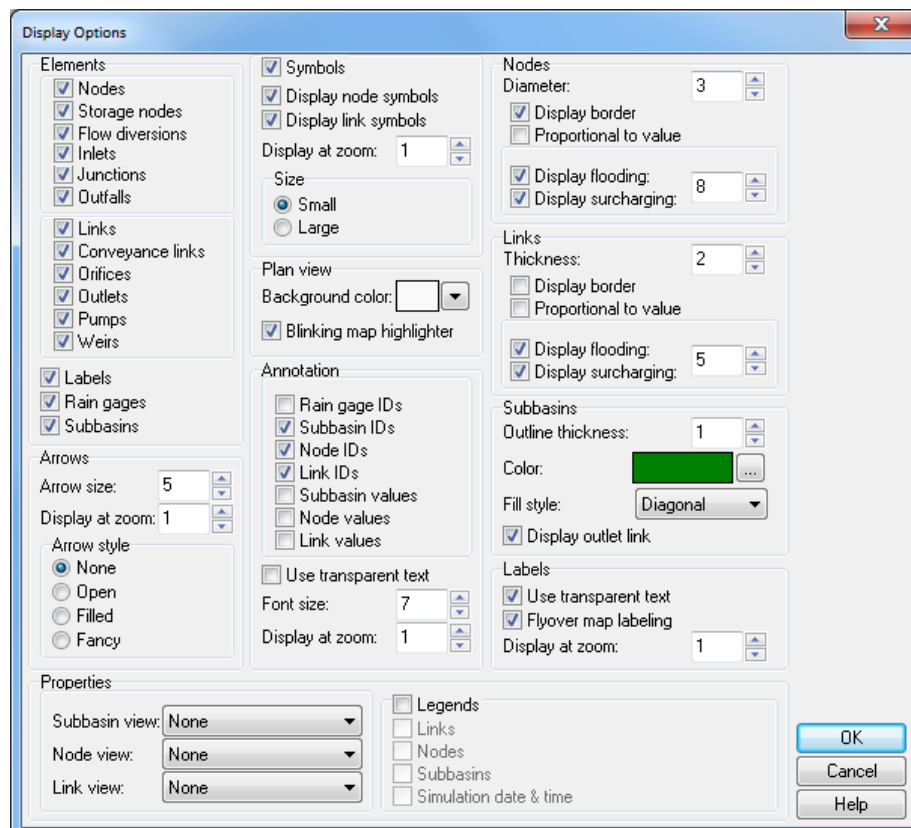 Display Options
Elements
Nodes
Storage nodes
Flow diversions
Inlets
Junctions
Outfalls
Links
Conveyance links
Orifices
Outlets
Pumps
Weirs
Labels
Rain gages
Subbasins
Arrows
Arrow size: 5
Display at zoom: 1
Arrow style
None
Open
Filled
Fancy
Symbols
Display node symbols
Display link symbols
Display at zoom: 1
Size
Small
Large
Plan view
Background color:
Blinking map highlighter
Annotation
Rain gage IDs
Subbasin IDs
Node IDs
Link IDs
Subbasin values
Node values
Link values
Use transparent text
Font size: 7
Display at zoom: 1
Nodes
Diameter: 3
Display border
Proportional to value
Display flooding: 8
Display surcharging:
Links
Thickness: 2
Display border
Proportional to value
Display flooding: 5
Display surcharging:
Subbasins
Outline thickness: 1
Color: ...
Fill style: Diagonal
Display outlet link
Labels
Use transparent text
Flyover map labeling
Display at zoom: 1
Properties
Subbasin view: None
Node view: None
Link view: None
Legends
Links
Nodes
Subbasins
Simulation date & time
OK
Cancel
Help